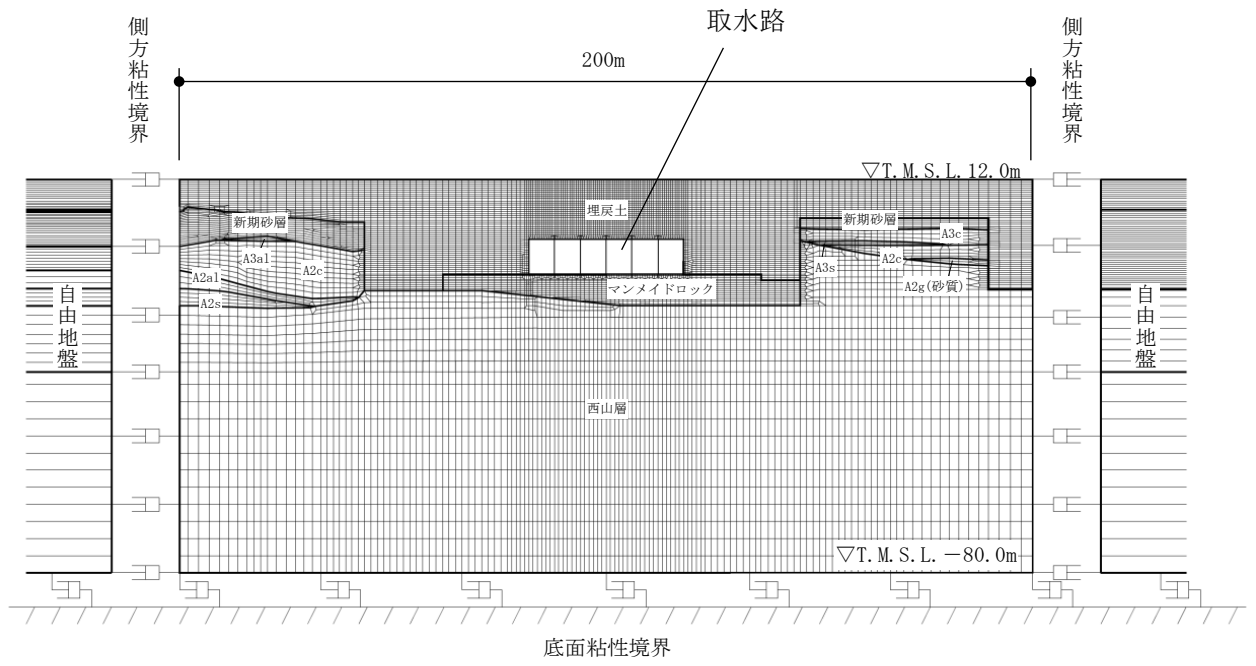 取水路
側方粘性境界
200m
側方粘性境界
▽T.M.S.L.12.0m
埋戻土
新期砂層
新期砂層
A3c
A3a1
A2c
A3s
A2c
A2a1
A2s
マンメイドロック
A2g(砂質)
自由地盤
自由地盤
西山層
▽T.M.S.L.－80.0m
底面粘性境界